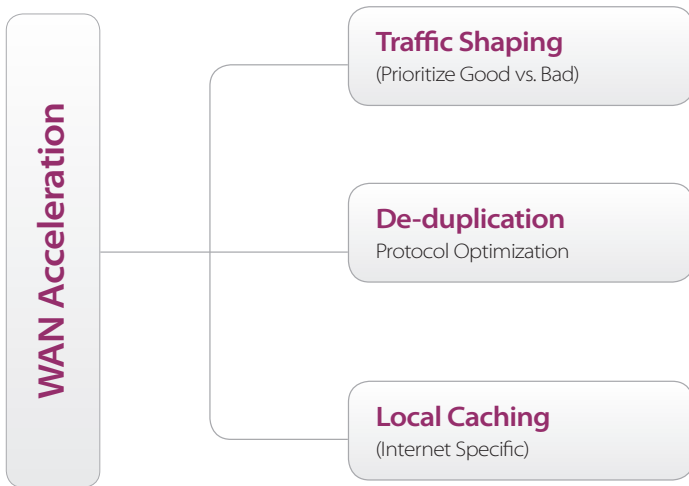 WAN Acceleration
Traffic Shaping
(Prioritize Good vs. Bad)
De-duplication
Protocol Optimization
Local Caching
(Internet Specific)